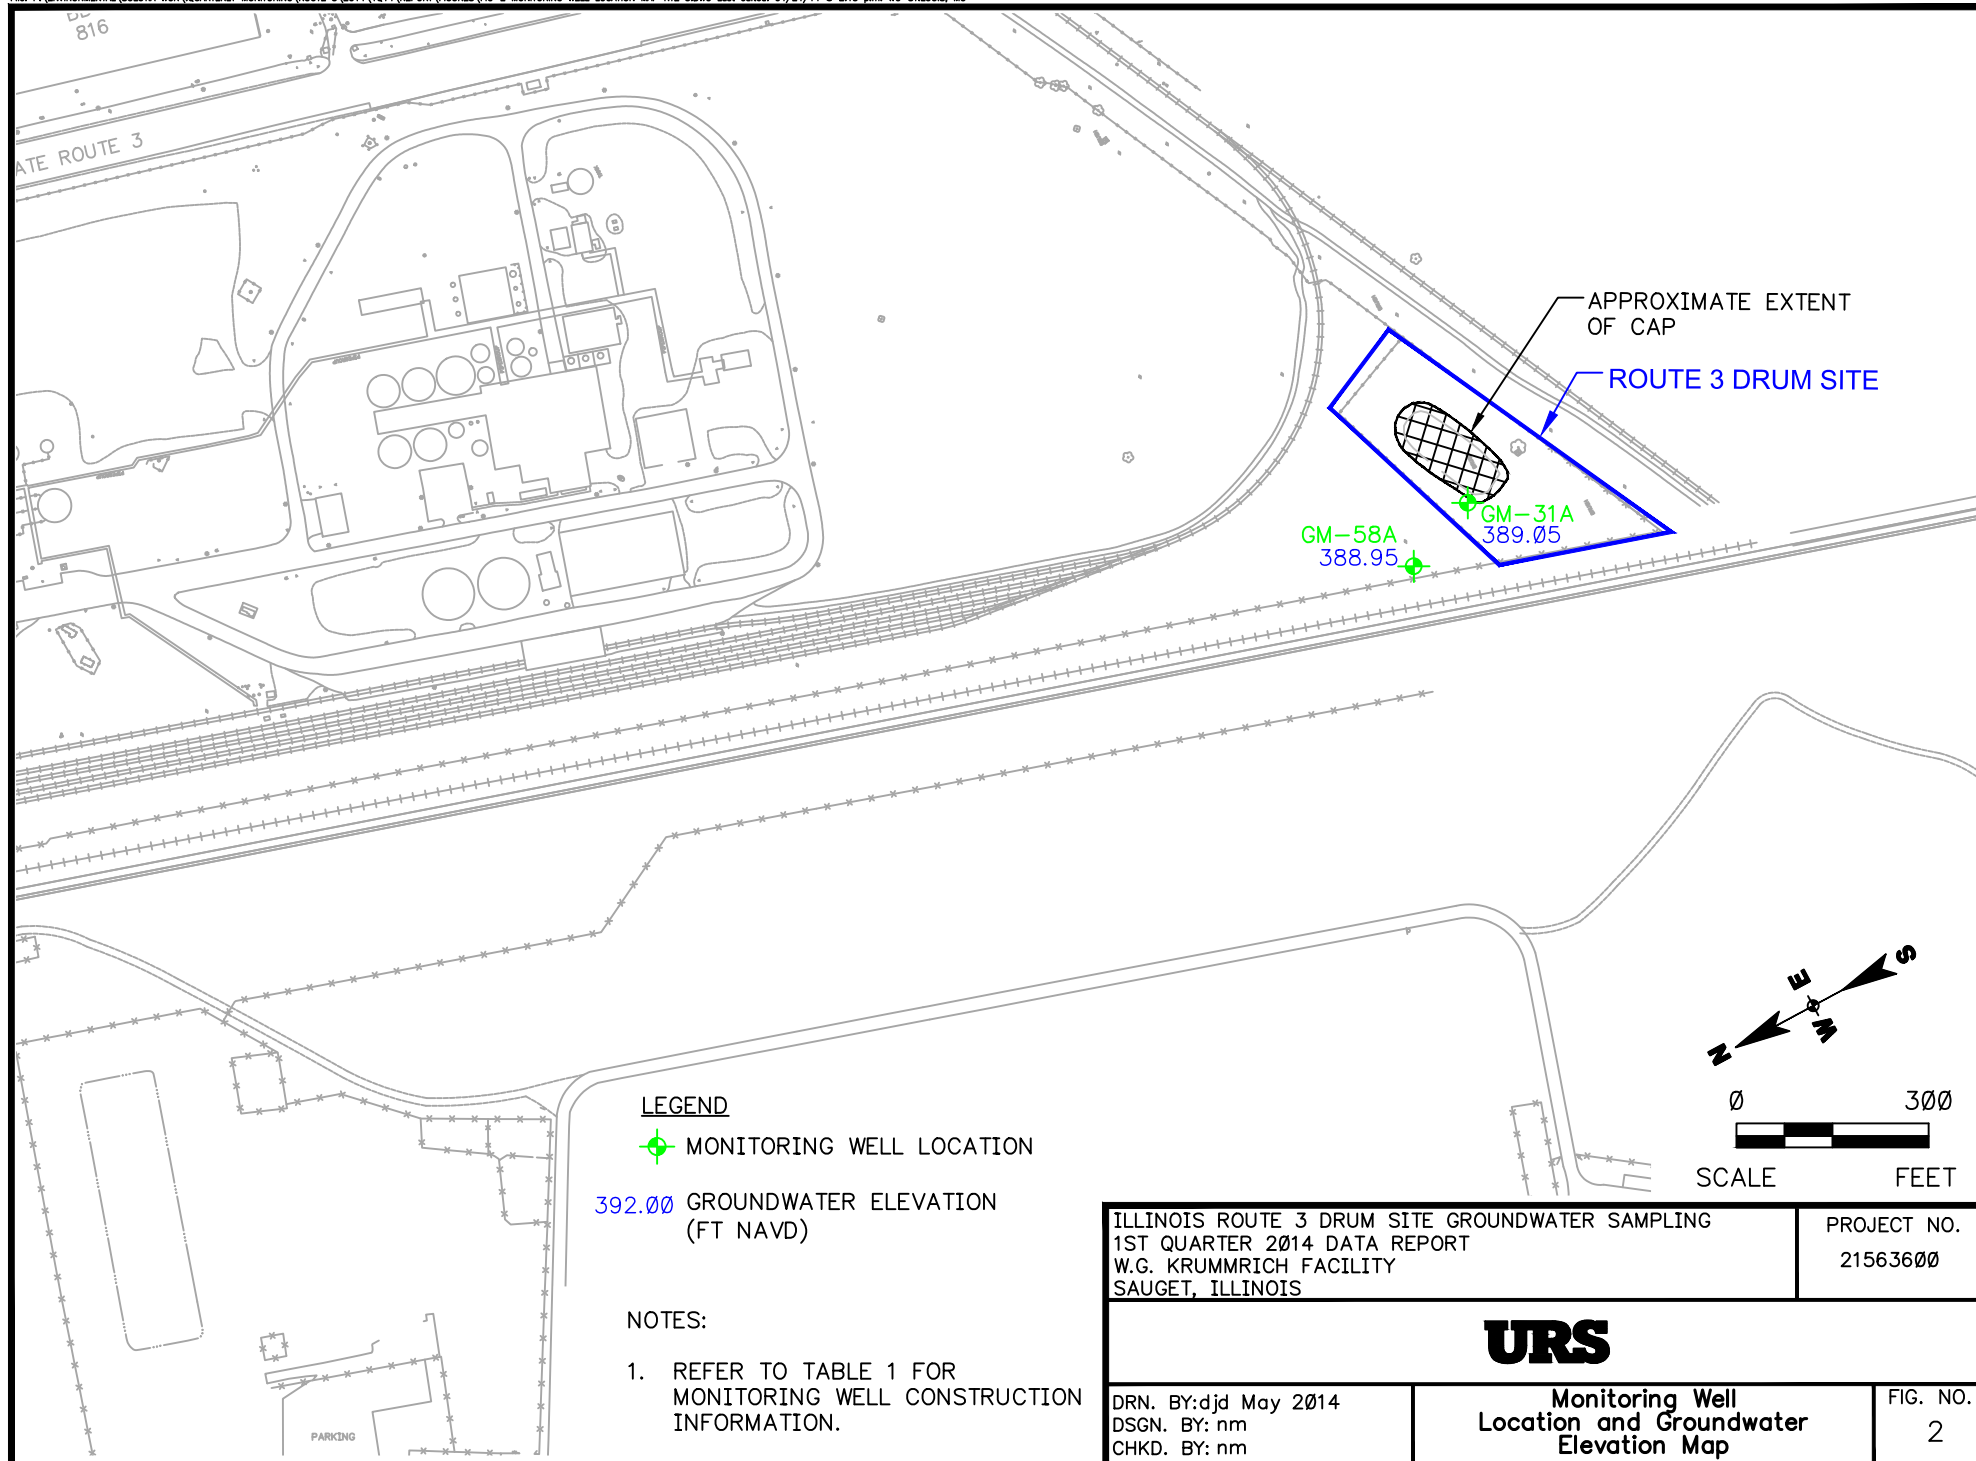 816
ATE ROUTE 3
APPROXIMATE EXTENT
OF CAP
ROUTE 3 DRUM SITE
GM-31A
389.05
GM-58A
388.95
S
E
W
N
0 300
SCALE FEET
LEGEND
MONITORING WELL LOCATION
392.00 GROUNDWATER ELEVATION
(FT NAVD)
NOTES:
1. REFER TO TABLE 1 FOR
MONITORING WELL CONSTRUCTION
INFORMATION.
PARKING
P
ILLINOIS ROUTE 3 DRUM SITE GROUNDWATER SAMPLING
1ST QUARTER 2014 DATA REPORT
W.G. KRUMMRICH FACILITY
SAUGET, ILLINOIS
PROJECT NO.
21563600
URS
DRN. BY:djd May 2014
DSGN. BY: nm
CHKD. BY: nm
Monitoring Well
Location and Groundwater
Elevation Map
FIG. NO.
2